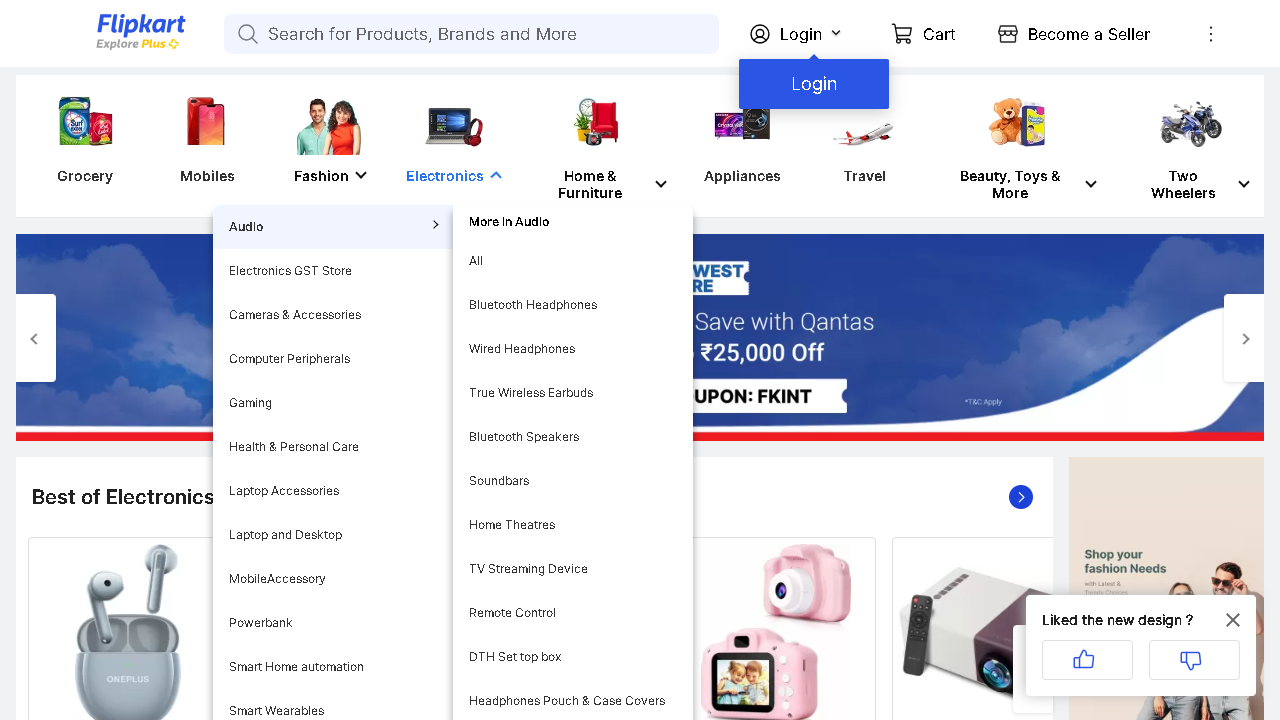 Flipkart
Explore Plus
Search for Products, Brands and More
Login
Cart
Become a Seller
Login
Grocery
Mobiles
Fashion
Electronics
Home &
Furniture
Appliances
Travel
Beauty, Toys &
More
Two
Wheelers
Audio
Electronics GST Store
Cameras & Accessories
Computer Peripherals
Gaming
Health & Personal Care
Laptop Accessories
Laptop and Desktop
MobileAccessory
Powerbank
Smart Home automation
Smart Wearables
More In Audio
All
Bluetooth Headphones
Wired Headphones
True Wireless Earbuds
Bluetooth Speakers
Soundbars
Home Theatres
TV Streaming Device
Remote Control
DTH Set top box
Headphones Pouch & Case Covers
WEST
RE
Save with Qantas
₹25,000 Off
UPON: FKINT
*T&C Apply
Best of Electronics
ONEPLUS
Shop your
fashion Needs
with Latest &
Trendy Choices
Liked the new design ?